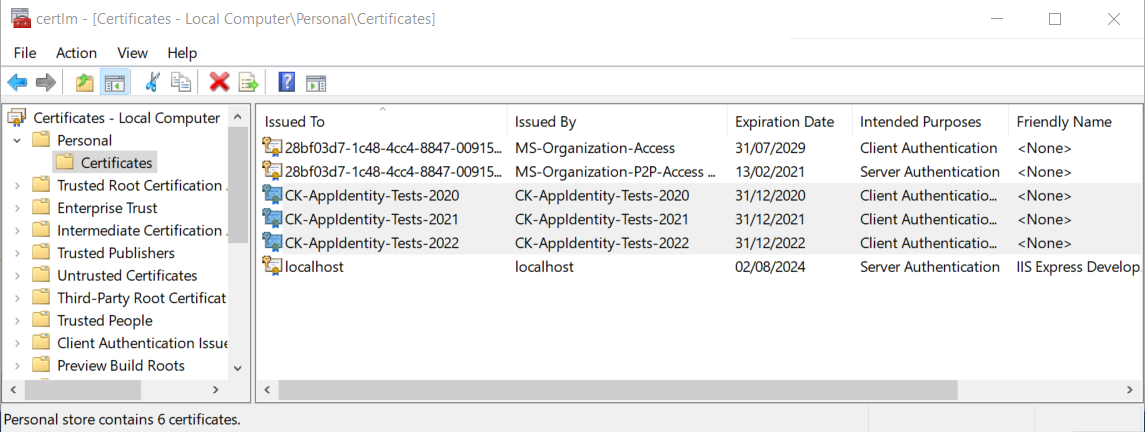 certlm - [Certificates - Local Computer\Personal\Certificates]
File Action View Help
Certificates - Local Computer
Personal
Certificates
Trusted Root Certification
Enterprise Trust
Intermediate Certification
Trusted Publishers
Untrusted Certificates
Third-Party Root Certificat
Trusted People
Client Authentication Issue
Preview Build Roots
Issued To Issued By Expiration Date Intended Purposes Friendly Name
28bf03d7-1c48-4cc4-8847-00915... MS-Organization-Access 31/07/2029 Client Authentication <None>
28bf03d7-1c48-4cc4-8847-00915... MS-Organization-P2P-Access ... 13/02/2021 Server Authentication <None>
CK-AppIdentity-Tests-2020 CK-AppIdentity-Tests-2020 31/12/2020 Client Authenticatio... <None>
CK-AppIdentity-Tests-2021 CK-AppIdentity-Tests-2021 31/12/2021 Client Authenticatio... <None>
CK-AppIdentity-Tests-2022 CK-AppIdentity-Tests-2022 31/12/2022 Client Authenticatio... <None>
localhost localhost 02/08/2024 Server Authentication IIS Express Develop.
Personal store contains 6 certificates.